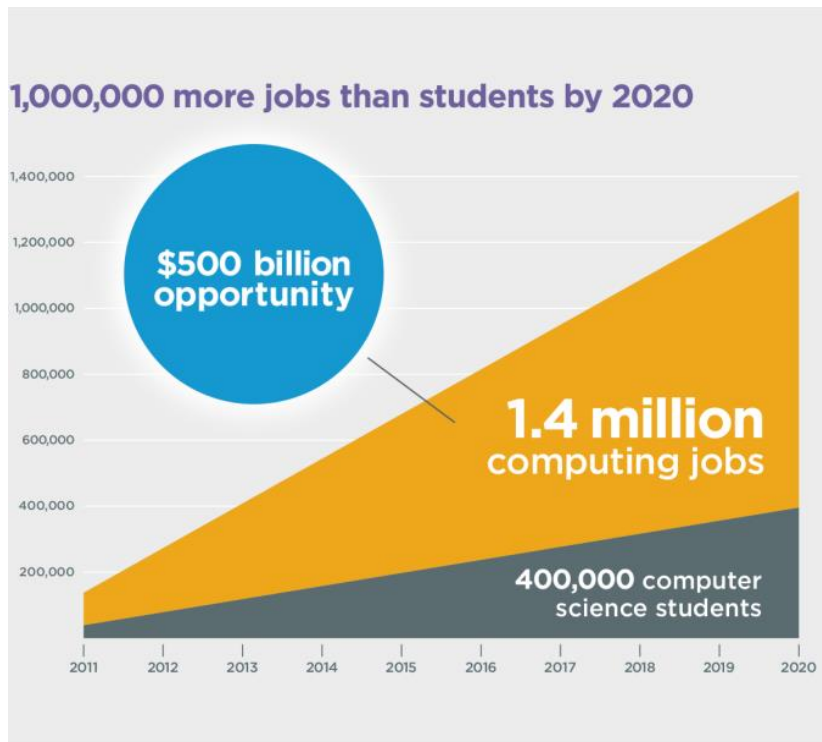 1,000,000 more jobs than students by 2020
1,400,000
1,200,000
1,000,000
800,000
600,000
400,000
200,000
$500 billion
opportunity
1.4 million
computing jobs
400,000 computer
science students
2011 2012 2013 2014 2015 2016 2017 2018 2019 2020